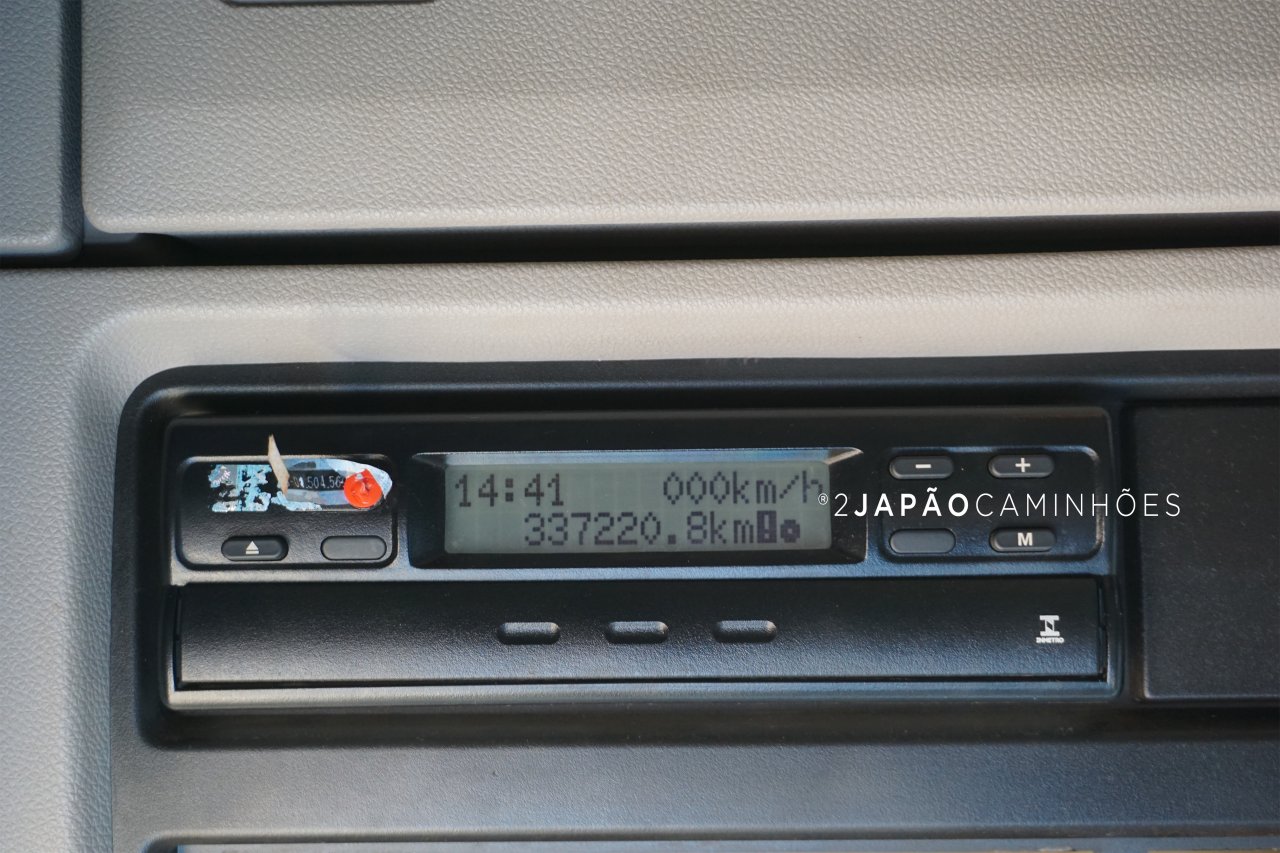 14:41 000km/h
337220.8km
®2JAPÃOCAMINHÕES
- +
M
INMETRO